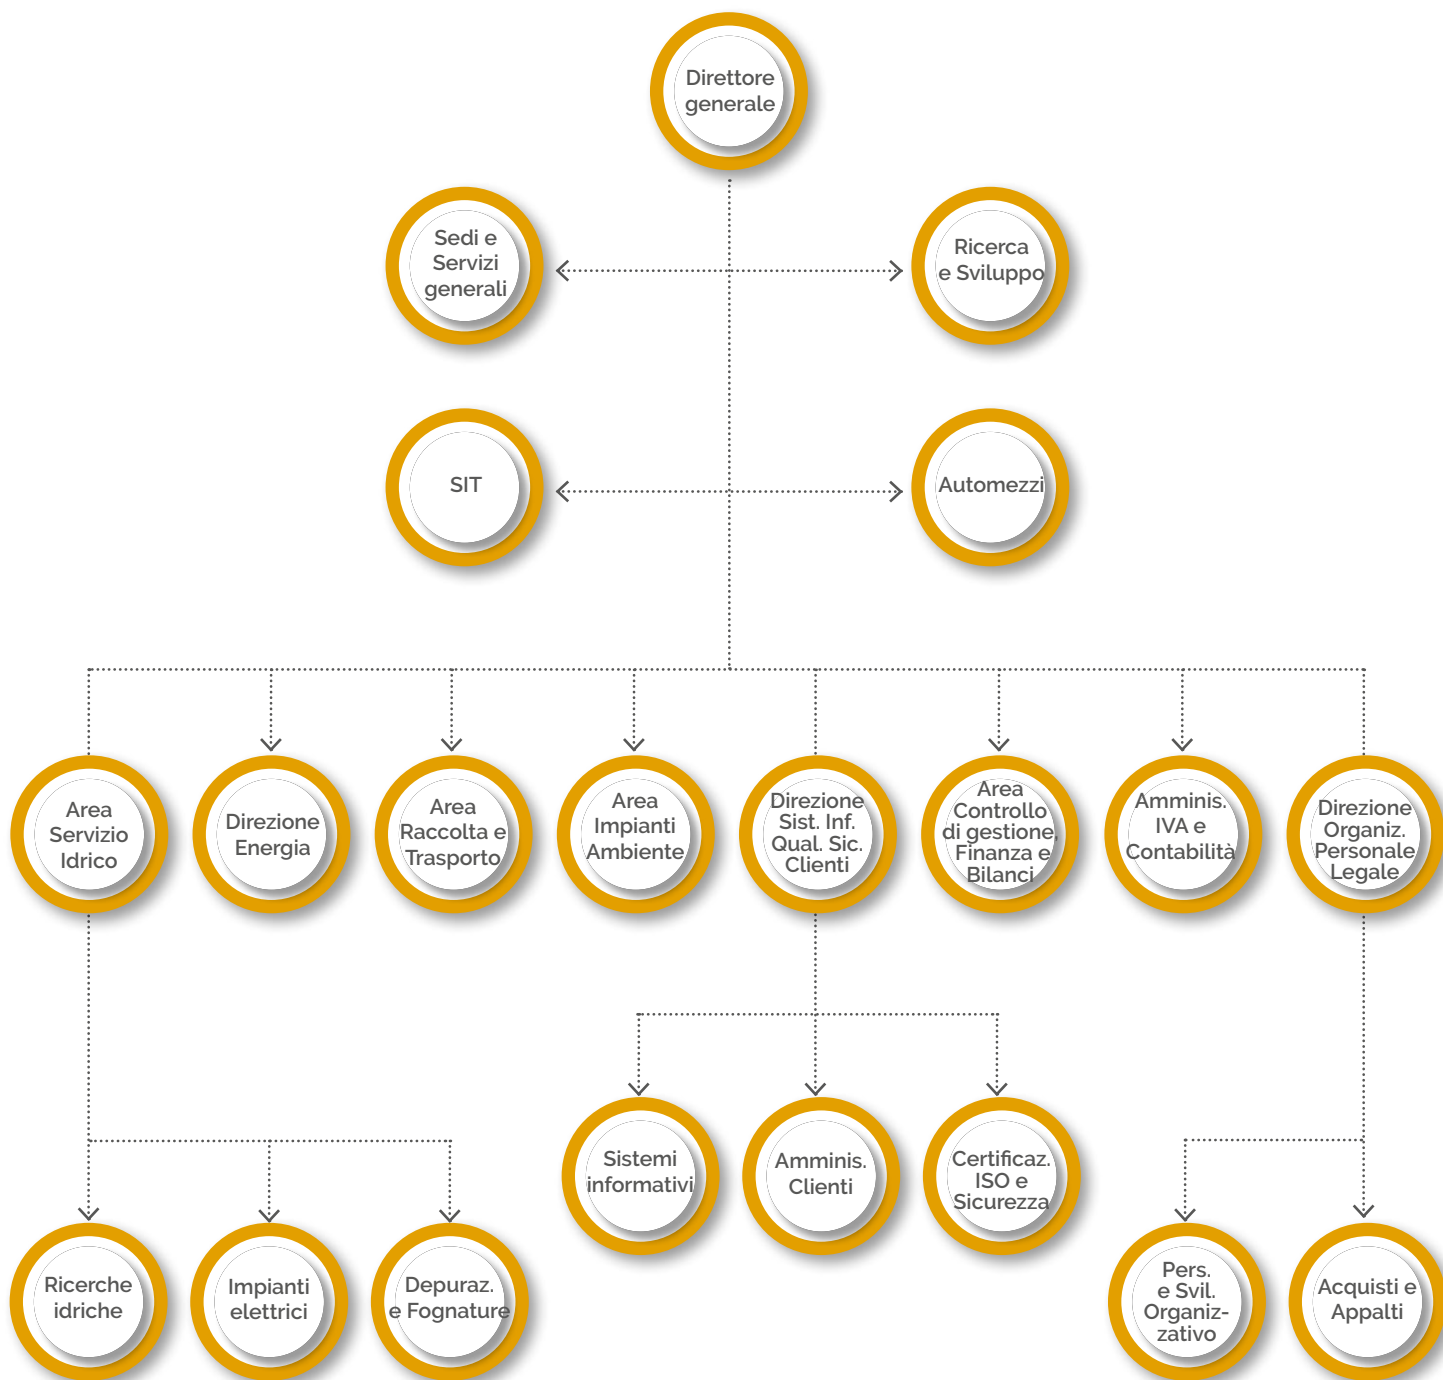 Direttore
generale
Sedi e
Servizi
generali
Ricerca
e Sviluppo
SIT
Automezzi
Area
Servizio
Idrico
Direzione
Energia
Area
Raccolta e
Trasporto
Area
Impianti
Ambiente
Direzione
Sist. Inf.
Qual. Sic.
Clienti
Area
Controllo
di gestione,
Finanza e
Bilanci
Amminis.
IVA e
Contabilità
Direzione
Organiz.
Personale
Legale
Sistemi
informativi
Amminis.
Clienti
Certificaz.
ISO e
Sicurezza
Ricerche
idriche
Impianti
elettrici
Depuraz.
e Fognature
Pers.
e Svil.
Organiz-
zativo
Acquisti e
Appalti